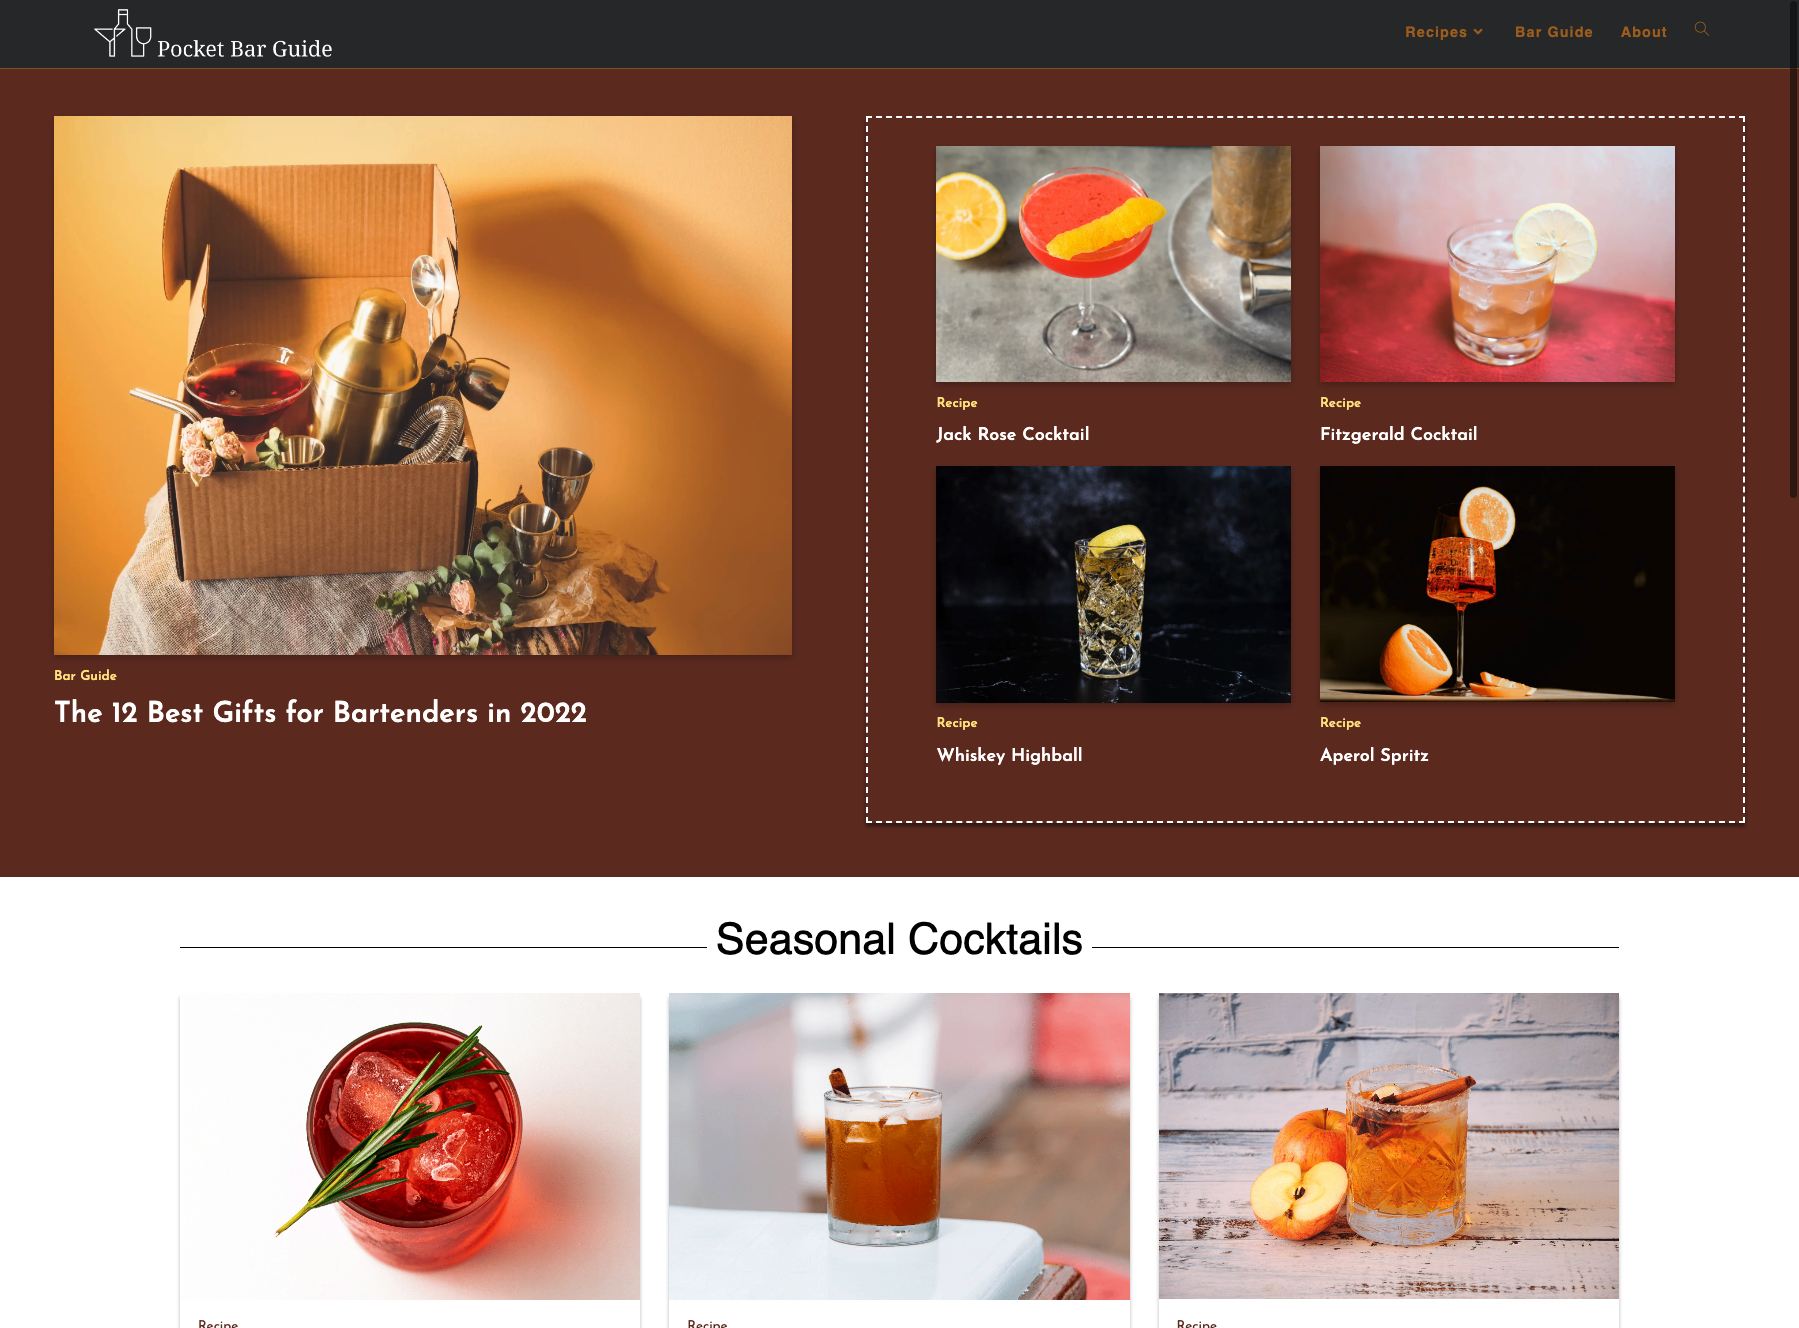 Pocket Bar Guide
Recipes
Bar Guide
About
Bar Guide
The 12 Best Gifts for Bartenders in 2022
Recipe
Jack Rose Cocktail
Recipe
Fitzgerald Cocktail
Recipe
Whiskey Highball
Recipe
Aperol Spritz
Seasonal Cocktails
Recipe
Recipe
Recipe